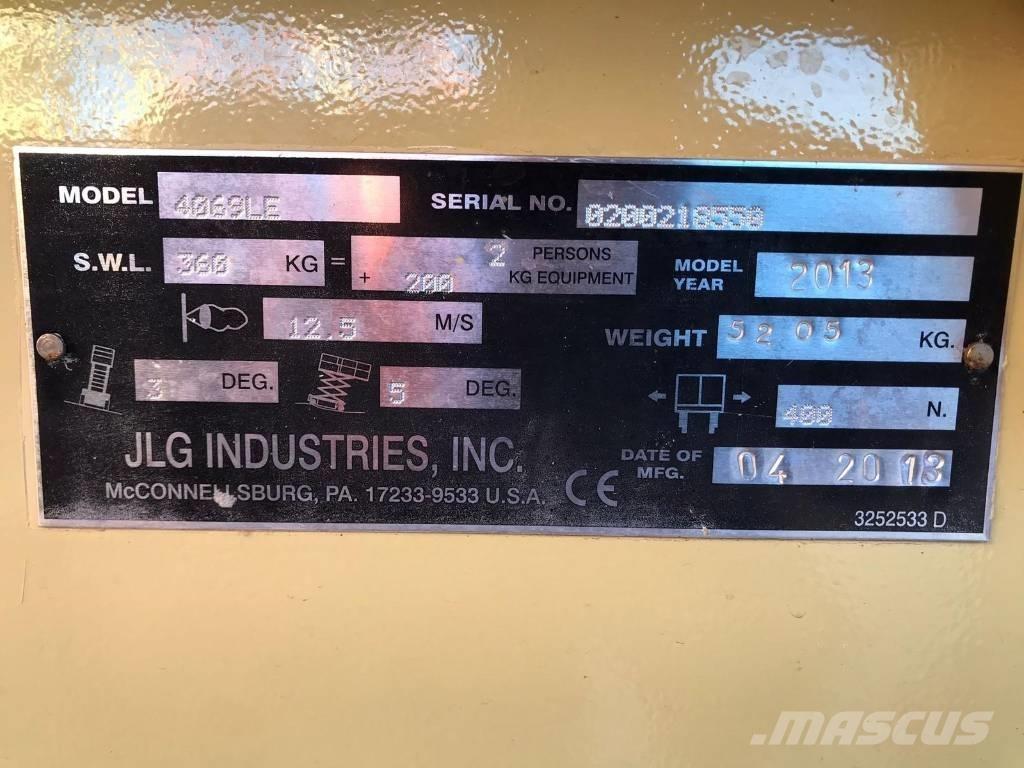 MODEL 4069LE SERIAL NO. 0200218550
S.W.L. 360 KG = 2 PERSONS
+ 200 KG EQUIPMENT
MODEL YEAR 2013
12.5 M/S
WEIGHT 5205 KG.
3 DEG. 5 DEG.
400 N.
JLG INDUSTRIES, INC.
McCONNELLSBURG, PA. 17233-9533 U.S.A. CE
DATE OF MFG. 04 2013
3252533 D
MASCUS